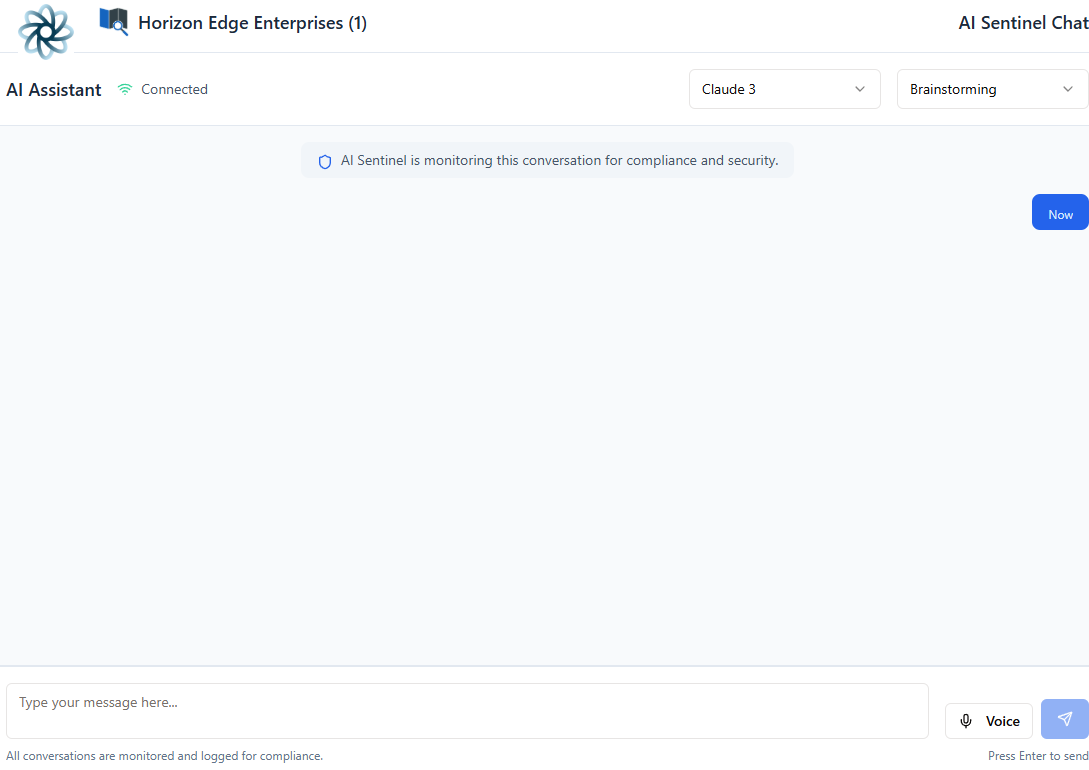 Horizon Edge Enterprises (1)
AI Sentinel Chat
AI Assistant
Connected
Claude 3
Brainstorming
AI Sentinel is monitoring this conversation for compliance and security.
Now
Type your message here...
Voice
All conversations are monitored and logged for compliance.
Press Enter to send